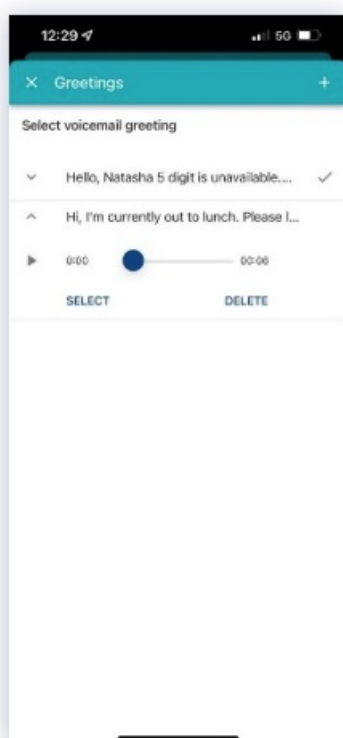 12:29 5G
Greetings
Select voicemail greeting
Hello, Natasha 5 digit is unavailable....
Hi, I'm currently out to lunch. Please l...
0:00 00:06
SELECT DELETE